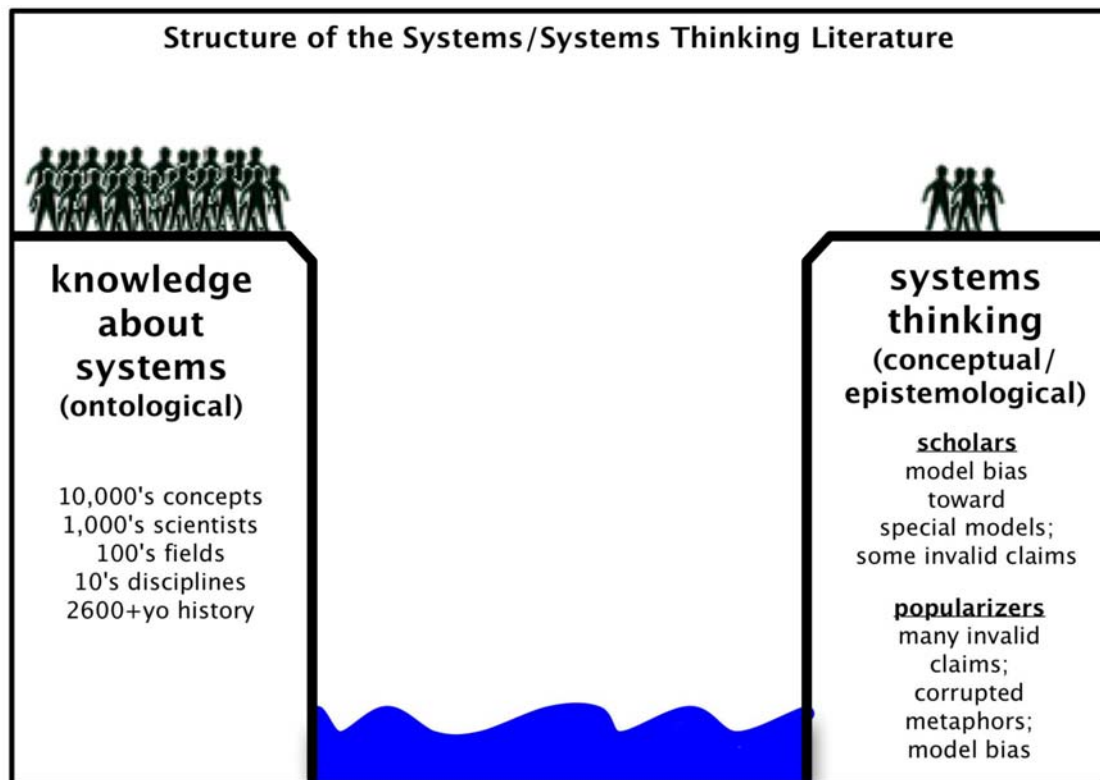 Structure of the Systems/Systems Thinking Literature
knowledge
about
systems
(ontological)
10,000's concepts
1,000's scientists
100's fields
10's disciplines
2600+yo history
systems
thinking
(conceptual/
epistemological)
scholars
model bias
toward
special models;
some invalid claims
popularizers
many invalid
claims;
corrupted
metaphors;
model bias